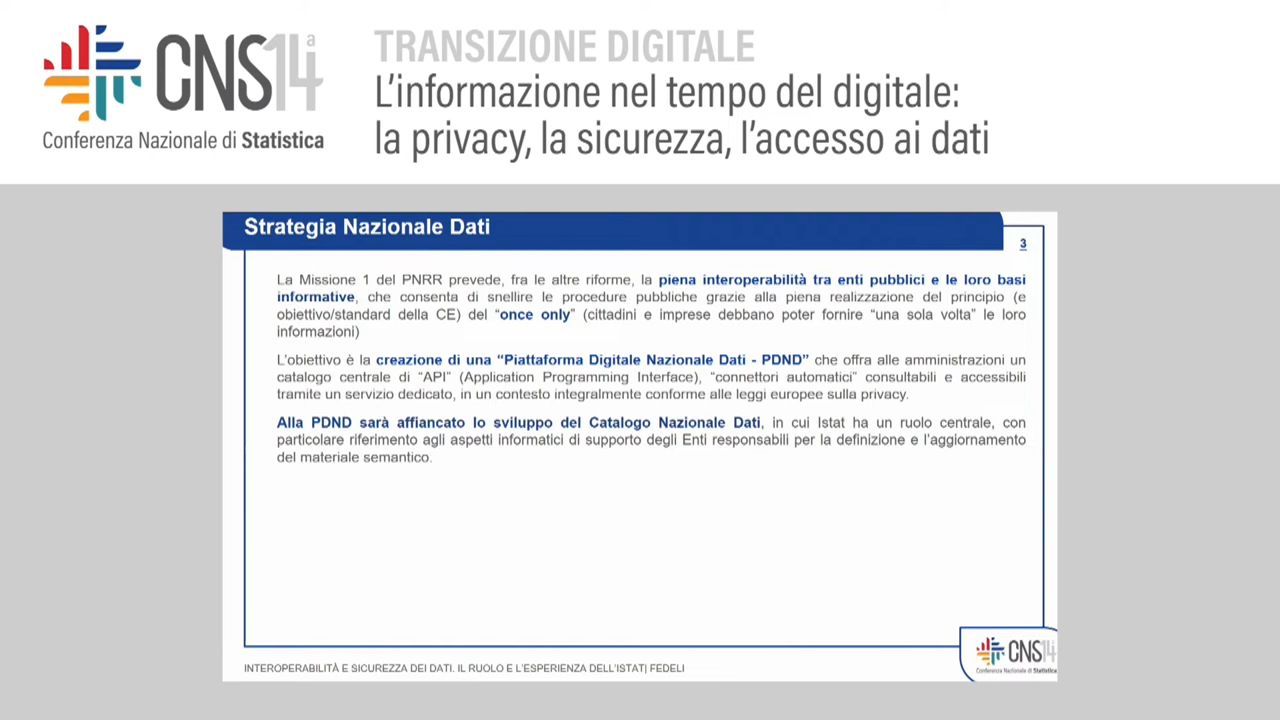 CNS14ª
Conferenza Nazionale di Statistica
TRANSIZIONE DIGITALE
L'informazione nel tempo del digitale:
la privacy, la sicurezza, l'accesso ai dati
Strategia Nazionale Dati
3
La Missione 1 del PNRR prevede, fra le altre riforme, la piena interoperabilità tra enti pubblici e le loro basi
informative, che consenta di snellire le procedure pubbliche grazie alla piena realizzazione del principio (e
obiettivo/standard della CE) del “once only” (cittadini e imprese debbano poter fornire “una sola volta” le loro
informazioni)
L'obiettivo è la creazione di una “Piattaforma Digitale Nazionale Dati - PDND” che offra alle amministrazioni un
catalogo centrale di “API” (Application Programming Interface), “connettori automatici” consultabili e accessibili
tramite un servizio dedicato, in un contesto integralmente conforme alle leggi europee sulla privacy.
Alla PDND sarà affiancato lo sviluppo del Catalogo Nazionale Dati, in cui Istat ha un ruolo centrale, con
particolare riferimento agli aspetti informatici di supporto degli Enti responsabili per la definizione e l'aggiornamento
del materiale semantico.
INTEROPERABILITÀ E SICUREZZA DEI DATI. IL RUOLO E L'ESPERIENZA DELL'ISTAT| FEDELI
CNS14
Conferenza Nazionale di Statistica